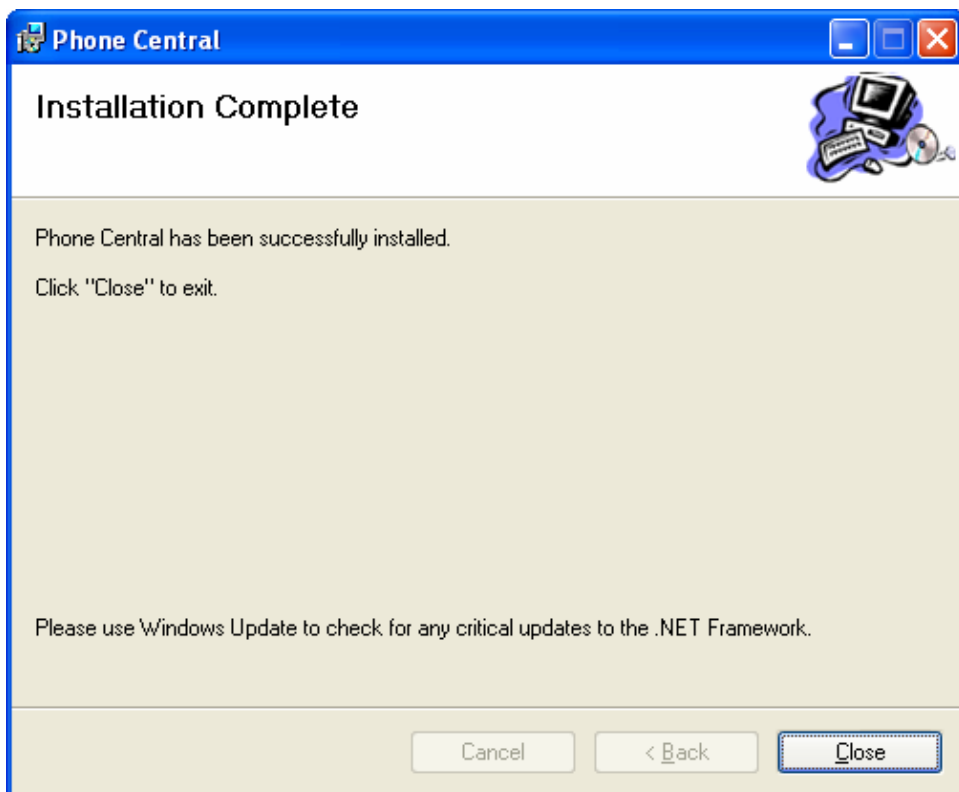 Phone Central
Installation Complete
Phone Central has been successfully installed.
Click "Close" to exit.
Please use Windows Update to check for any critical updates to the .NET Framework.
Cancel
< Back
Close